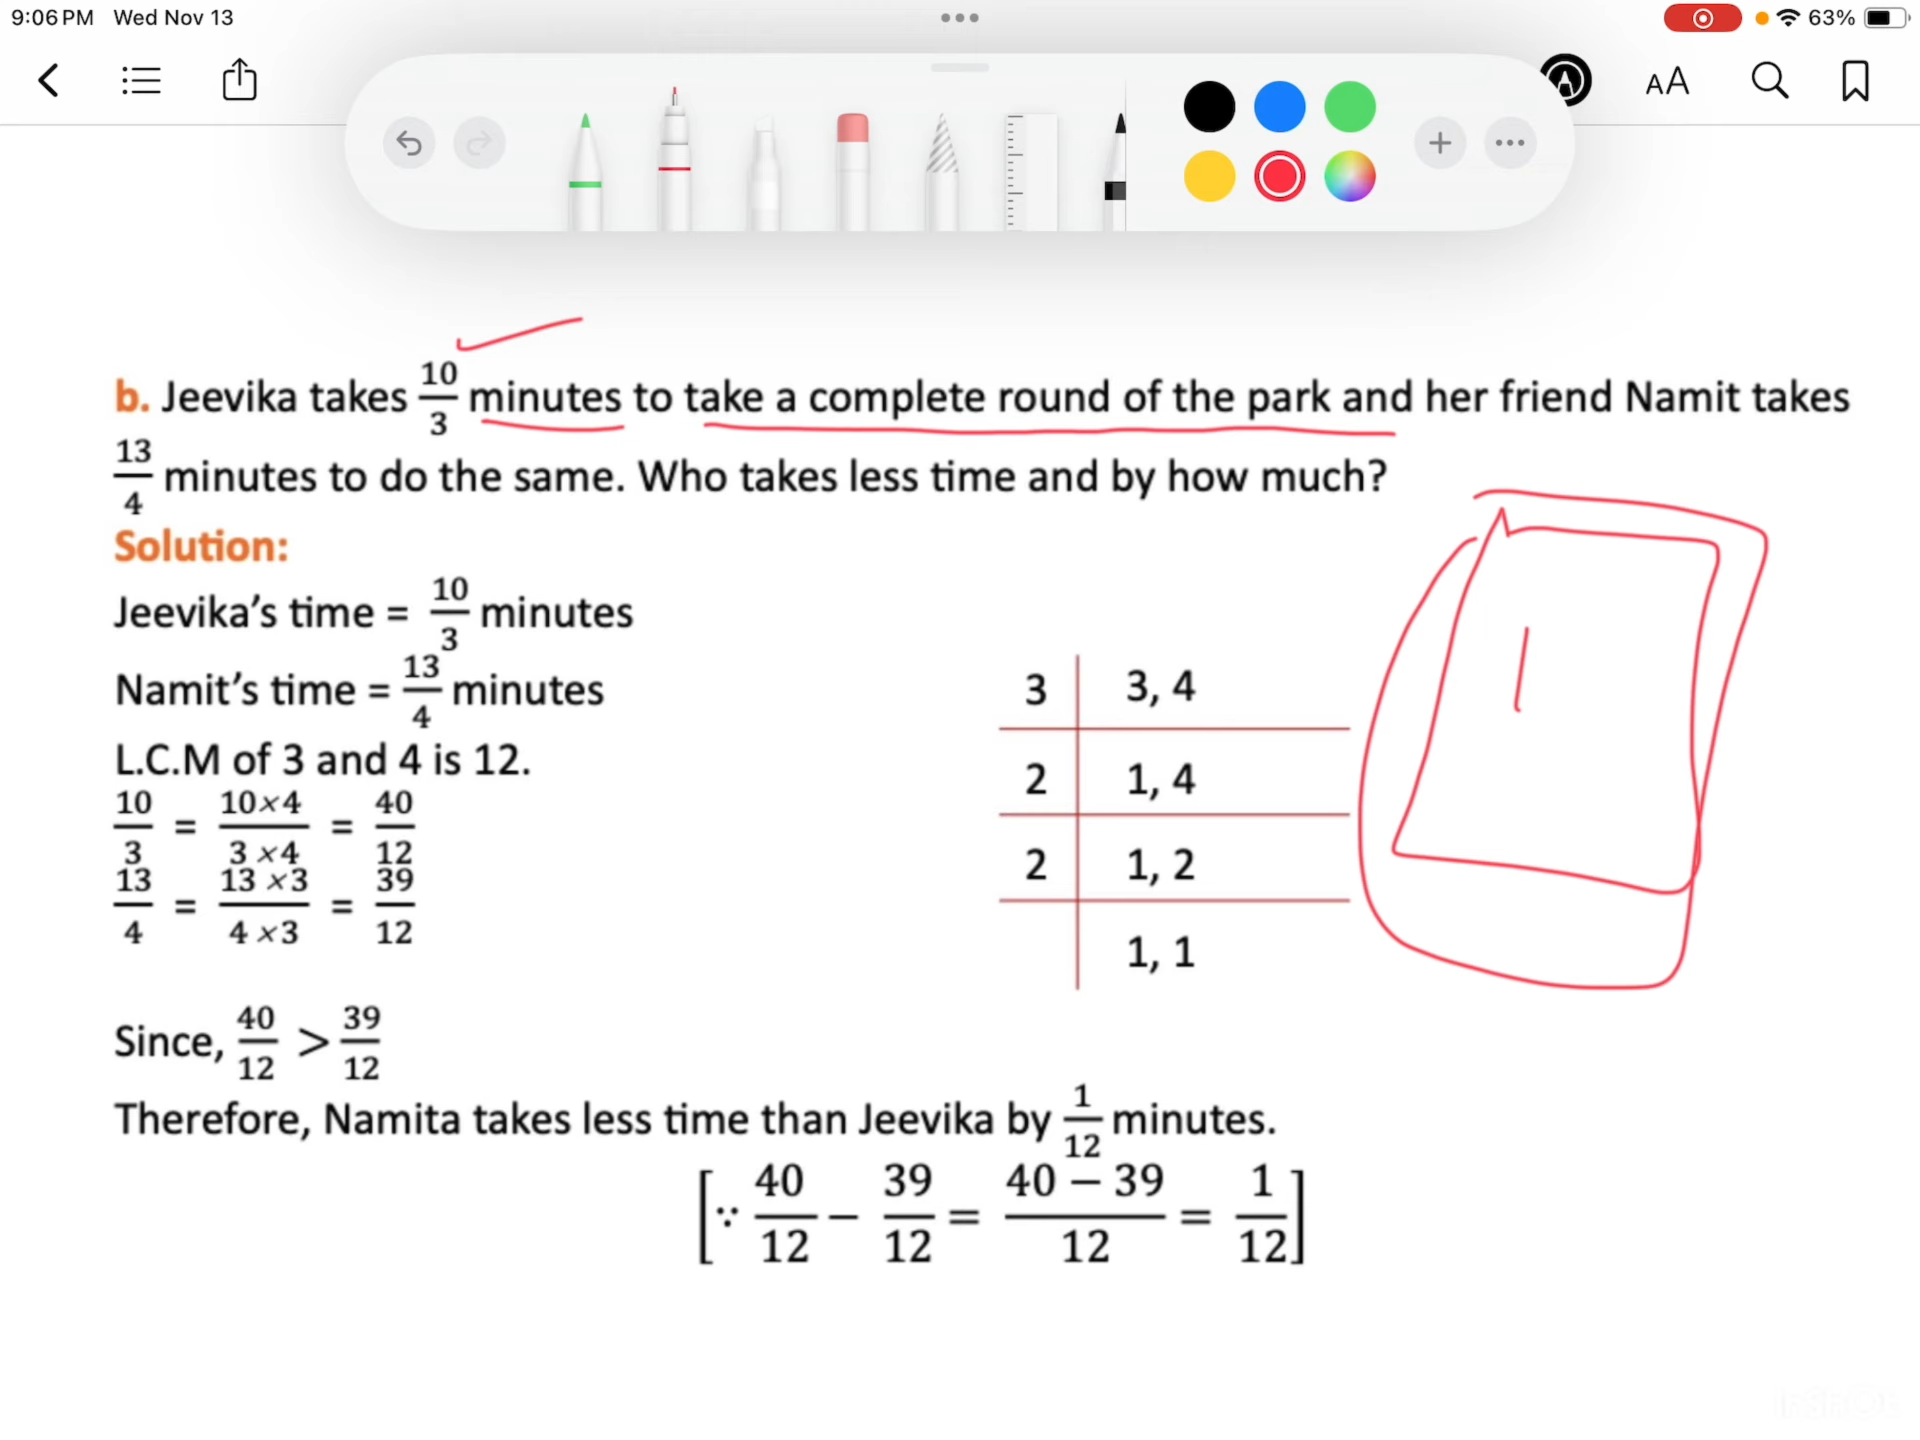 9:06 PM Wed Nov 13
63%
AA
b. Jeevika takes 10/3 minutes to take a complete round of the park and her friend Namit takes
13/4 minutes to do the same. Who takes less time and by how much?
Solution:
Jeevika's time = 10/3 minutes
Namit's time = 13/4 minutes
L.C.M of 3 and 4 is 12.
10/3 = 10×4/3×4 = 40/12
13/4 = 13×3/4×3 = 39/12
3 | 3, 4
2 | 1, 4
2 | 1, 2
1, 1
Since, 40/12 > 39/12
Therefore, Namita takes less time than Jeevika by 1/12 minutes.
[∵ 40/12 − 39/12 = 40 − 39/12 = 1/12]